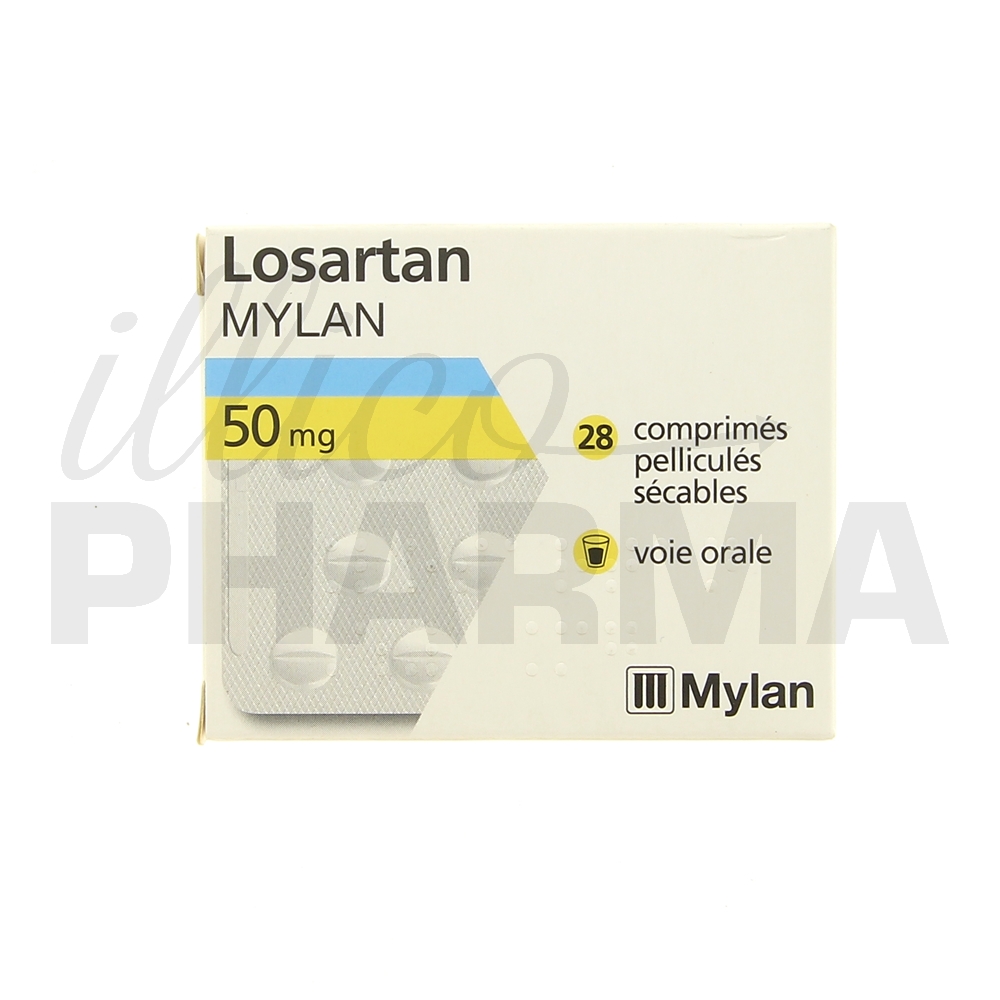 Losartan
MYLAN
50 mg
28 comprimés
pelliculés
sécables
voie orale
Mylan
illico
PHARMA